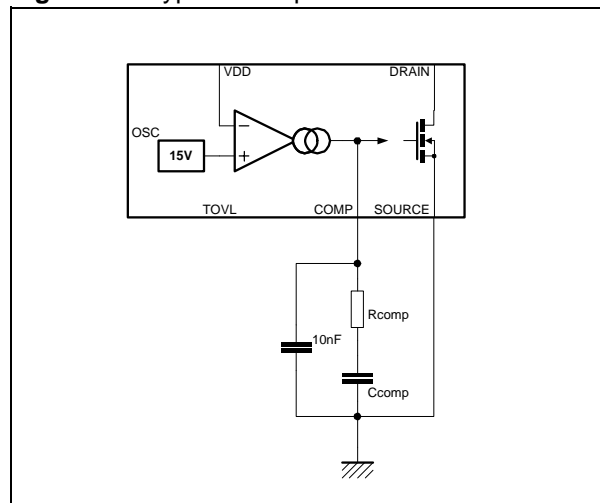 VDD
DRAIN
OSC
15V
TOVL
COMP
SOURCE
Rcomp
10nF
Ccomp